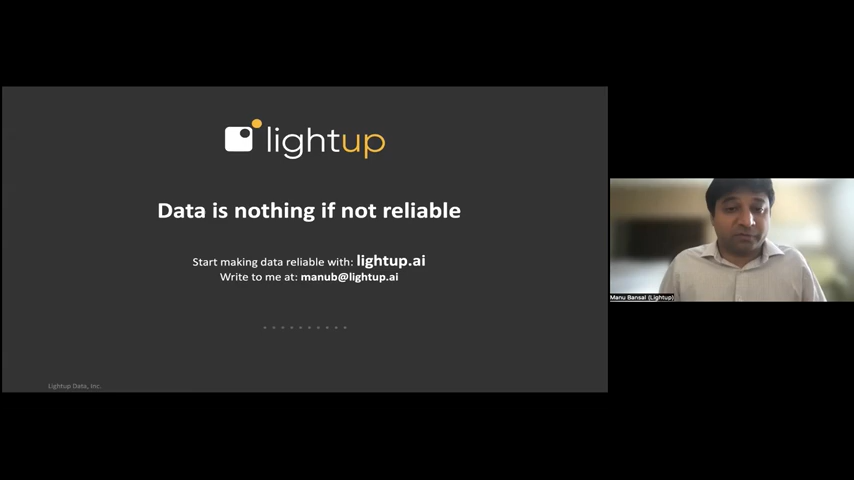 lightup
Data is nothing if not reliable
Start making data reliable with: lightup.ai
Write to me at: manub@lightup.ai
Lightup Data, Inc.
Manu Bansal (Lightup)